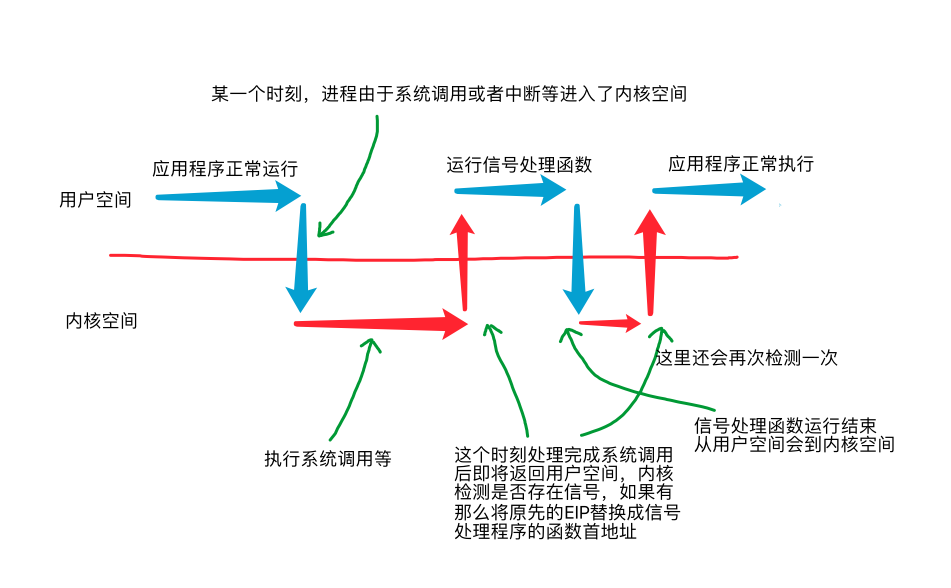 某一个时刻，进程由于系统调用或者中断等进入了内核空间
应用程序正常运行
运行信号处理函数
应用程序正常执行
用户空间
内核空间
这里还会再次检测一次
执行系统调用等
信号处理函数运行结束
从用户空间会到内核空间
这个时刻处理完成系统调用
后即将返回用户空间，内核
检测是否存在信号，如果有
那么将原先的EIP替换成信号
处理程序的函数首地址